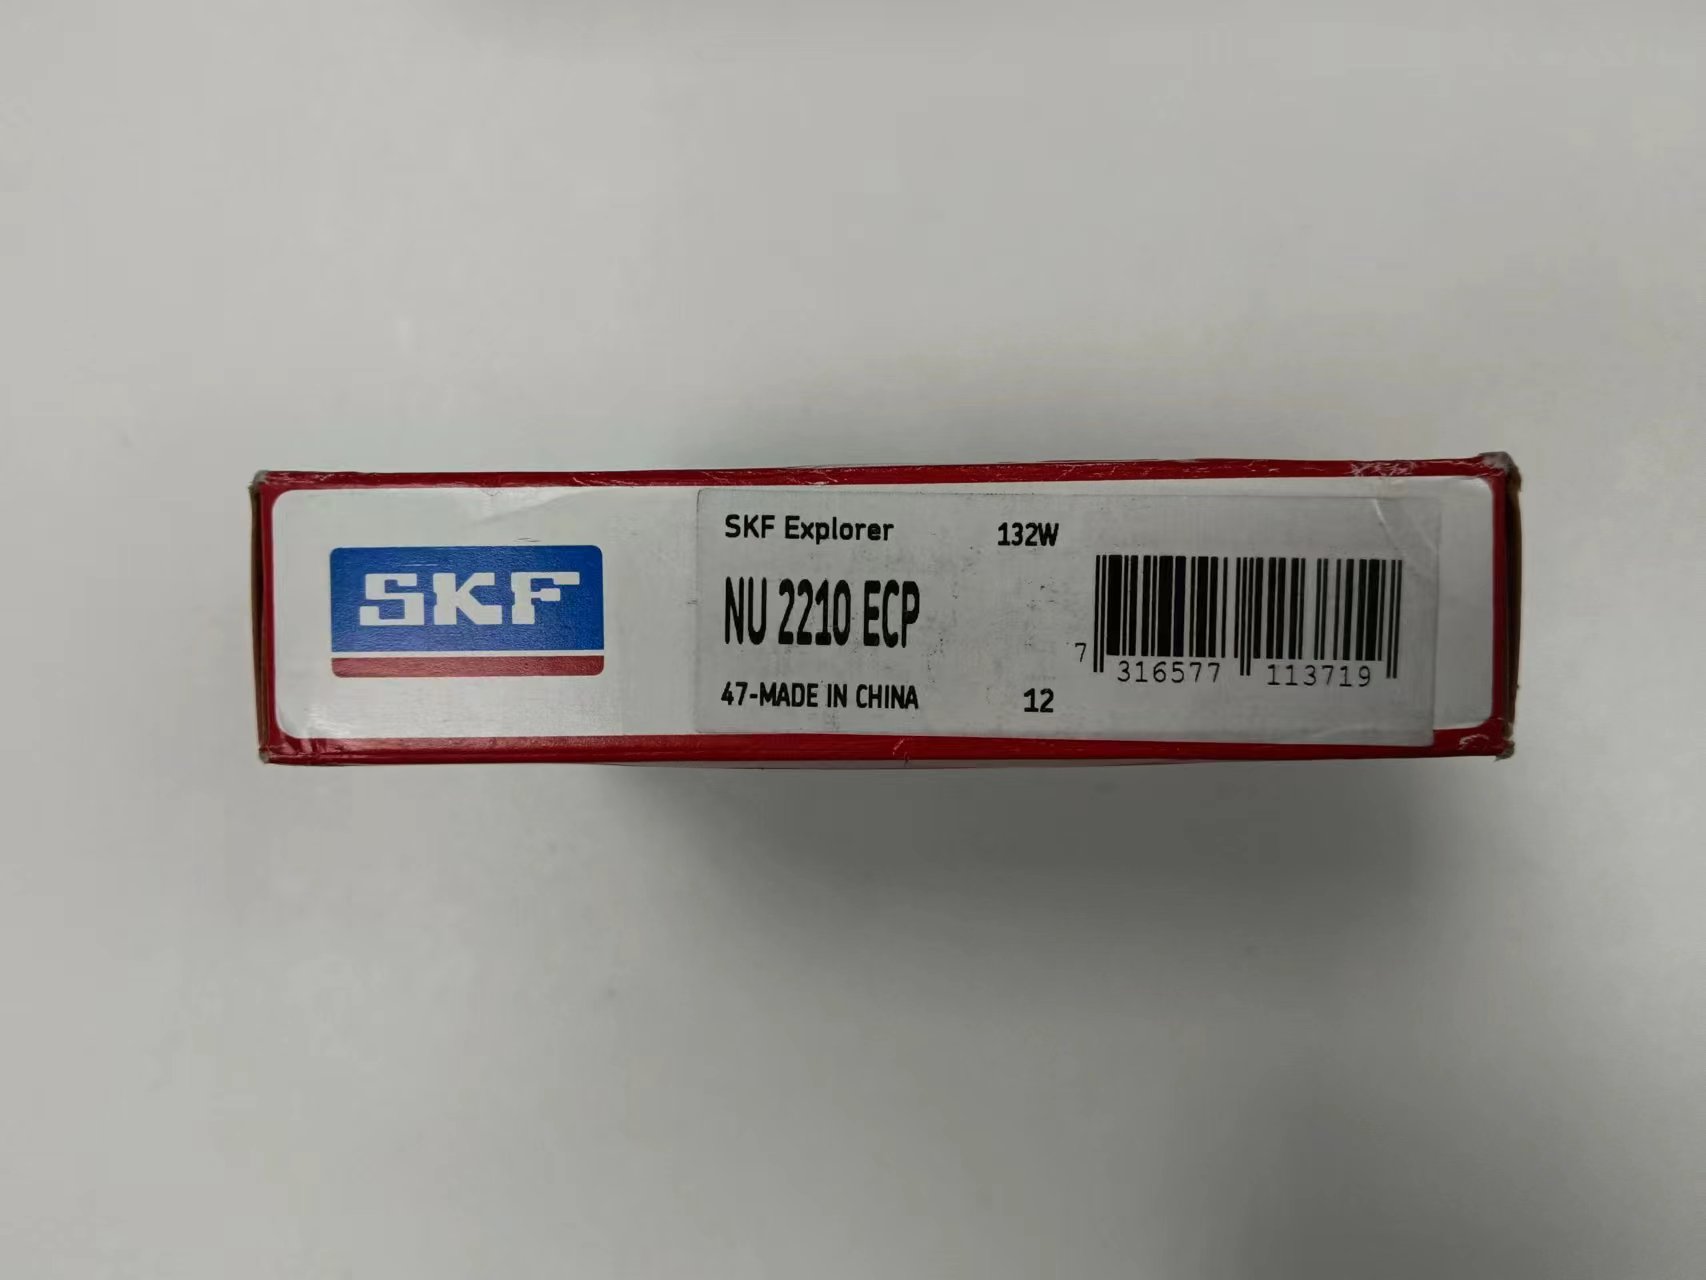 SKF
SKF Explorer 132W
NU 2210 ECP
47-MADE IN CHINA 12
7 316577 113719